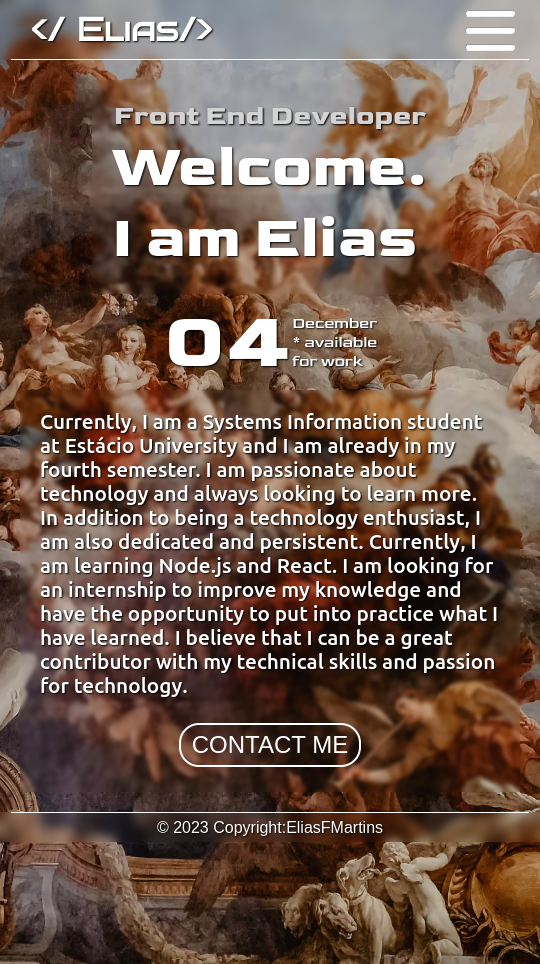 </ Elias/>
Front End Developer
Welcome.
I am Elias
04
December
* available
for work
Currently, I am a Systems Information student
at Estácio University and I am already in my
fourth semester. I am passionate about
technology and always looking to learn more.
In addition to being a technology enthusiast, I
am also dedicated and persistent. Currently, I
am learning Node.js and React. I am looking for
an internship to improve my knowledge and
have the opportunity to put into practice what I
have learned. I believe that I can be a great
contributor with my technical skills and passion
for technology.
CONTACT ME
© 2023 Copyright:EliasFMartins